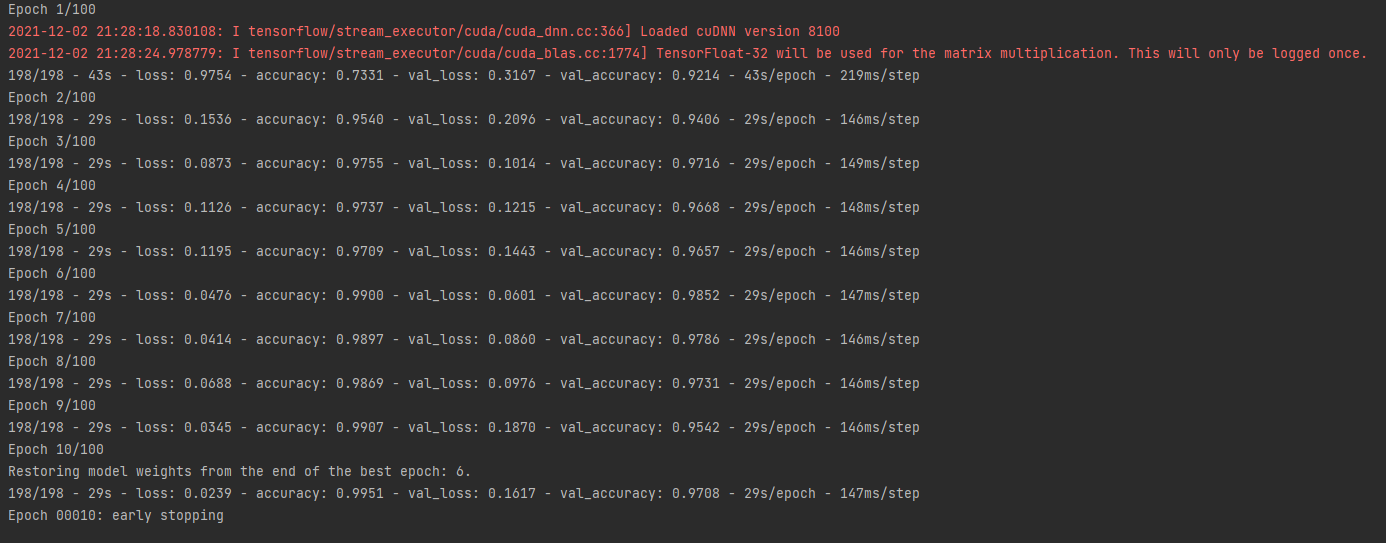 Epoch 1/100
2021-12-02 21:28:18.830108: I tensorflow/stream_executor/cuda/cuda_dnn.cc:366] Loaded cuDNN version 8100
2021-12-02 21:28:24.978779: I tensorflow/stream_executor/cuda/cuda_blas.cc:1774] TensorFloat-32 will be used for the matrix multiplication. This will only be logged once.
198/198 - 43s - loss: 0.9754 - accuracy: 0.7331 - val_loss: 0.3167 - val_accuracy: 0.9214 - 43s/epoch - 219ms/step
Epoch 2/100
198/198 - 29s - loss: 0.1536 - accuracy: 0.9540 - val_loss: 0.2096 - val_accuracy: 0.9406 - 29s/epoch - 146ms/step
Epoch 3/100
198/198 - 29s - loss: 0.0873 - accuracy: 0.9755 - val_loss: 0.1014 - val_accuracy: 0.9716 - 29s/epoch - 149ms/step
Epoch 4/100
198/198 - 29s - loss: 0.1126 - accuracy: 0.9737 - val_loss: 0.1215 - val_accuracy: 0.9668 - 29s/epoch - 148ms/step
Epoch 5/100
198/198 - 29s - loss: 0.1195 - accuracy: 0.9709 - val_loss: 0.1443 - val_accuracy: 0.9657 - 29s/epoch - 146ms/step
Epoch 6/100
198/198 - 29s - loss: 0.0476 - accuracy: 0.9900 - val_loss: 0.0601 - val_accuracy: 0.9852 - 29s/epoch - 147ms/step
Epoch 7/100
198/198 - 29s - loss: 0.0414 - accuracy: 0.9897 - val_loss: 0.0860 - val_accuracy: 0.9786 - 29s/epoch - 146ms/step
Epoch 8/100
198/198 - 29s - loss: 0.0688 - accuracy: 0.9869 - val_loss: 0.0976 - val_accuracy: 0.9731 - 29s/epoch - 146ms/step
Epoch 9/100
198/198 - 29s - loss: 0.0345 - accuracy: 0.9907 - val_loss: 0.1870 - val_accuracy: 0.9542 - 29s/epoch - 146ms/step
Epoch 10/100
Restoring model weights from the end of the best epoch: 6.
198/198 - 29s - loss: 0.0239 - accuracy: 0.9951 - val_loss: 0.1617 - val_accuracy: 0.9708 - 29s/epoch - 147ms/step
Epoch 00010: early stopping